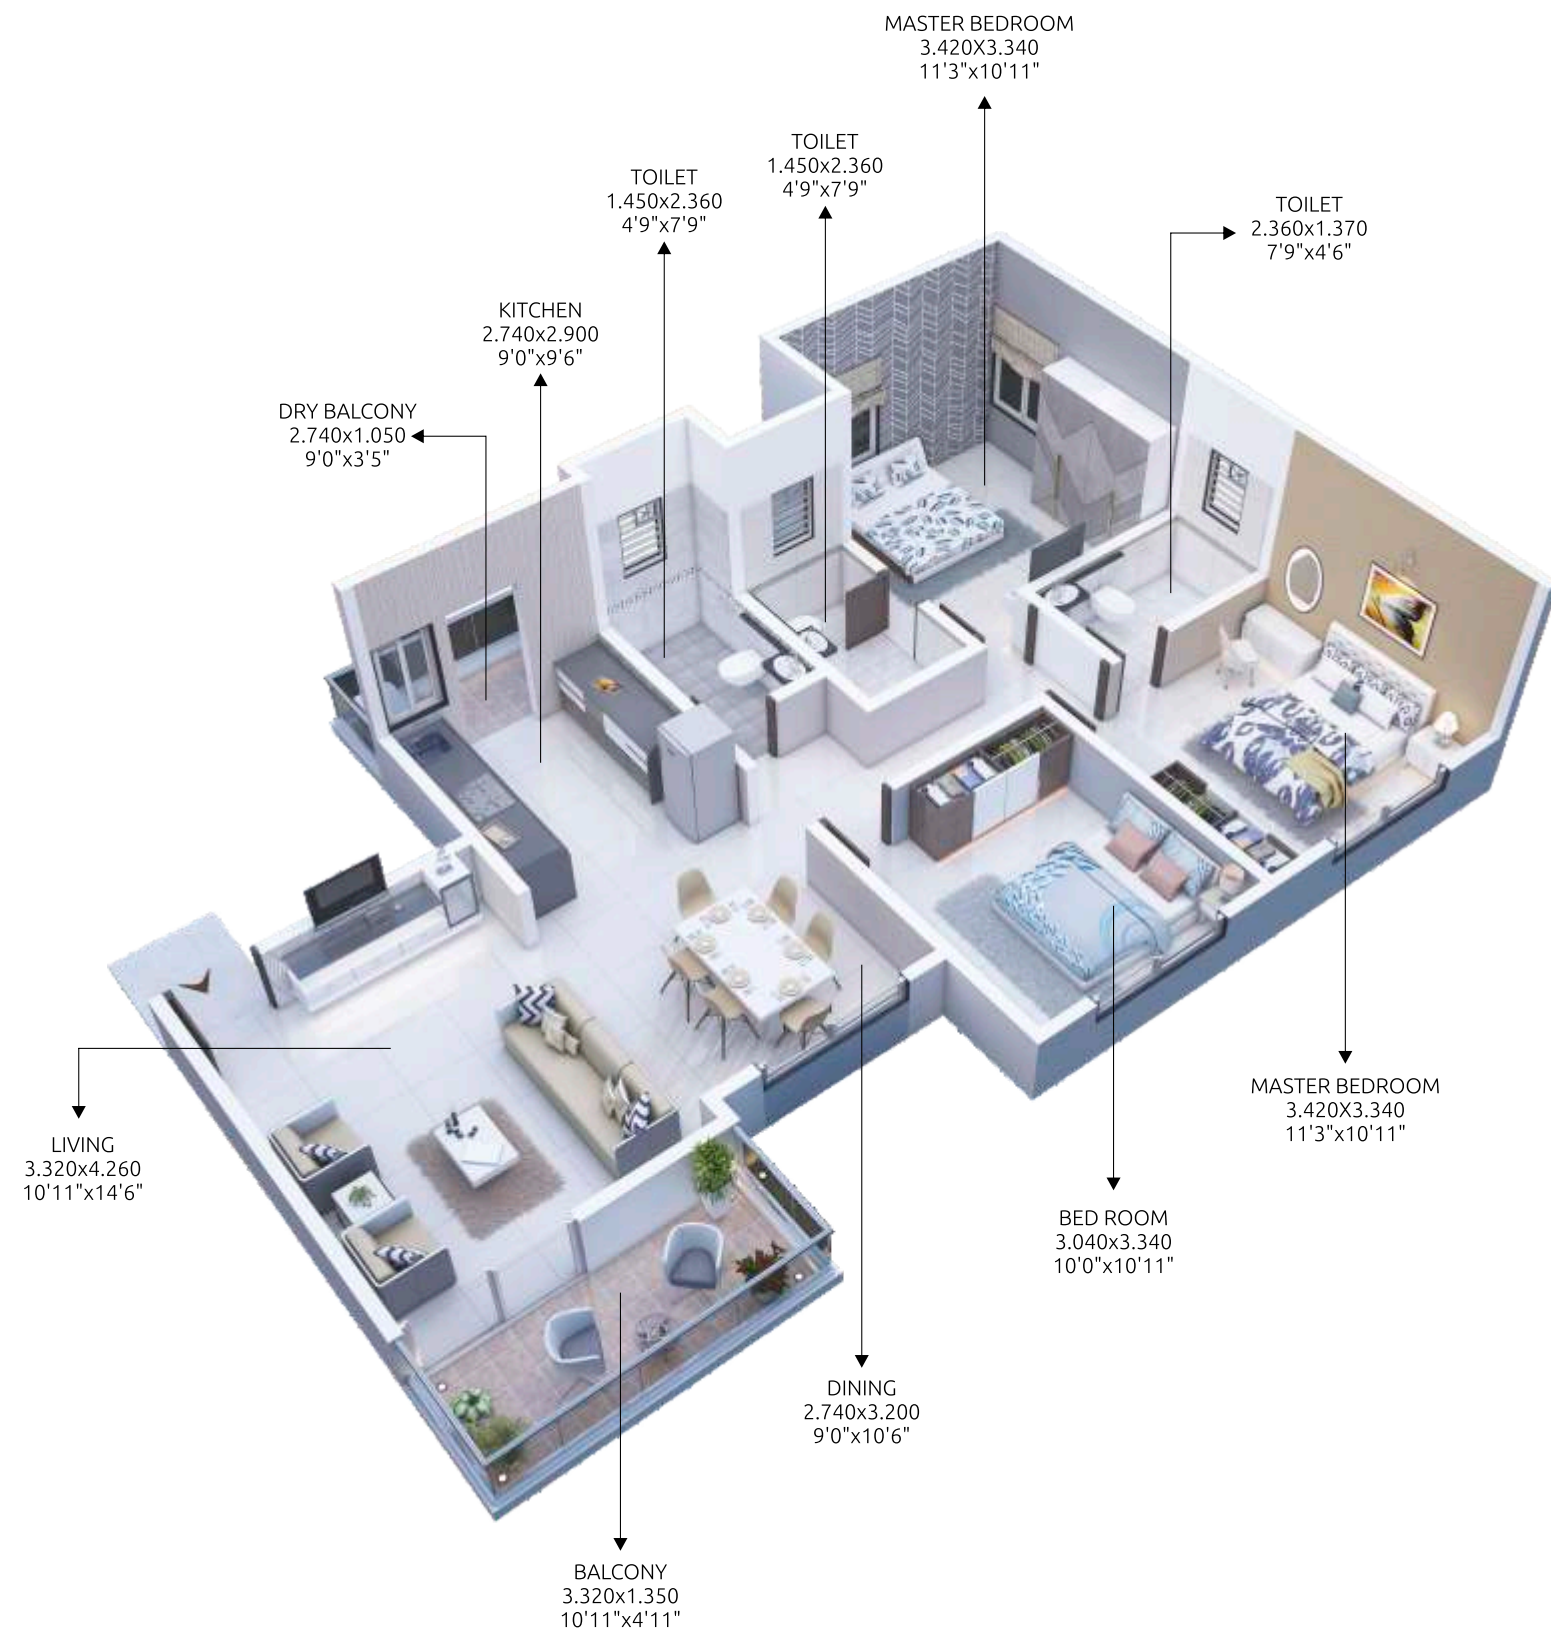 MASTER BEDROOM
3.420X3.340
11'3"x10'11"
TOILET
1.450x2.360
4'9"x7'9"
TOILET
1.450x2.360
4'9"x7'9"
TOILET
2.360x1.370
7'9"x4'6"
KITCHEN
2.740x2.900
9'0"x9'6"
DRY BALCONY
2.740x1.050
9'0"x3'5"
MASTER BEDROOM
3.420X3.340
11'3"x10'11"
LIVING
3.320x4.260
10'11"x14'6"
BED ROOM
3.040x3.340
10'0"x10'11"
DINING
2.740x3.200
9'0"x10'6"
BALCONY
3.320x1.350
10'11"x4'11"